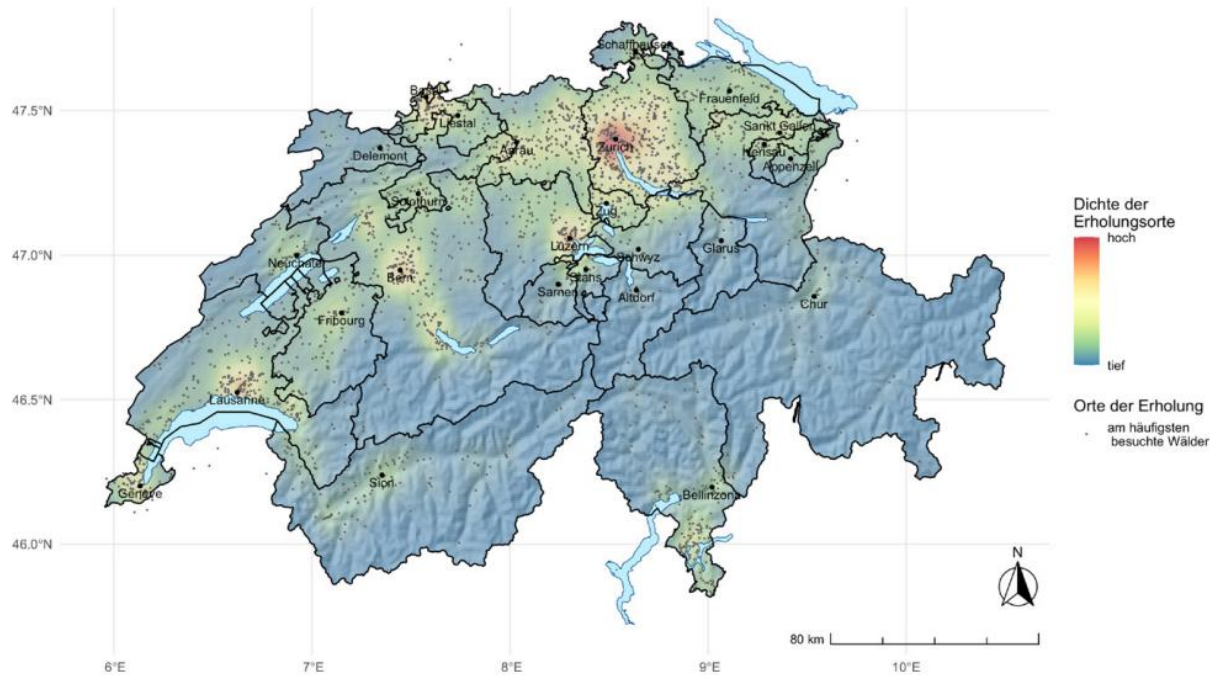 Schaffhausen
47.5°N
Basel
Liestal
Frauenfeld
Sankt Gallen
Aarau
Zürich
Herisau
Delemont
Appenzell
Solothurn
Zug
47.0°N
Neuchatel
Luzern
Schwyz
Glarus
Bern
Stans
Sarnen
Altdorf
Chur
Fribourg
46.5°N
Lausanne
Sion
Genève
Bellinzona
46.0°N
Dichte der
Erholungsorte
hoch
tief
Orte der Erholung
am häufigsten
besuchte Wälder
N
80 km
6°E
7°E
8°E
9°E
10°E